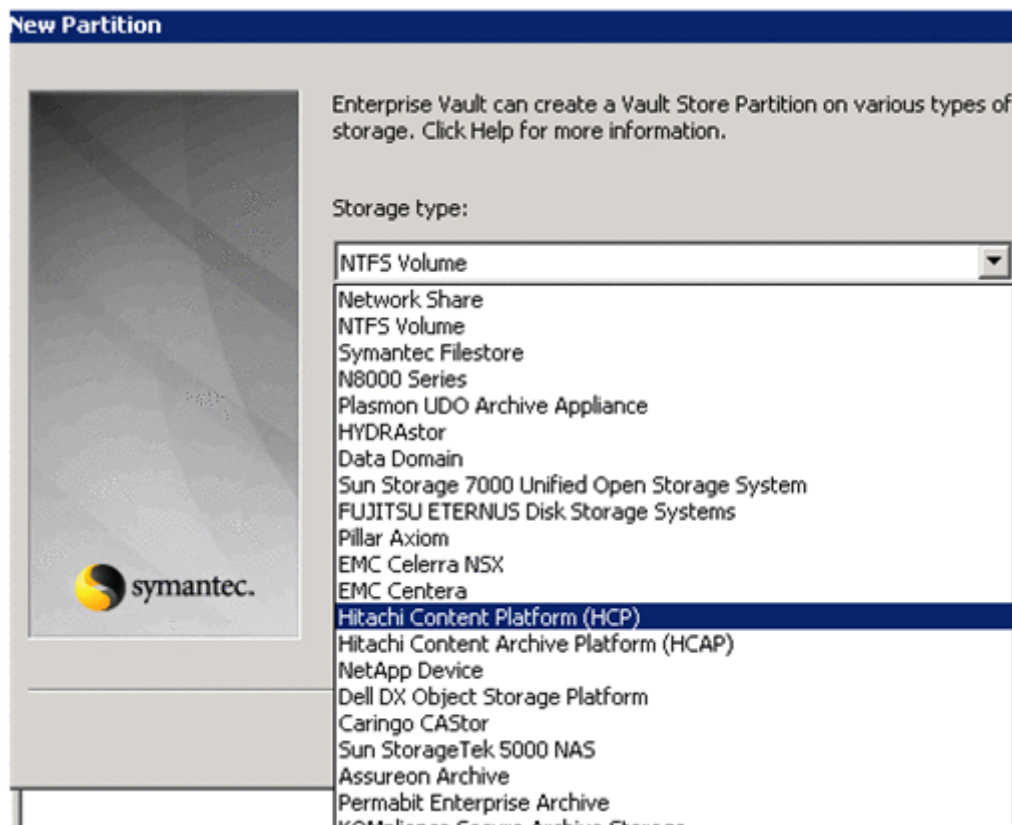 New Partition
Enterprise Vault can create a Vault Store Partition on various types of
storage. Click Help for more information.
Storage type:
NTFS Volume
Network Share
NTFS Volume
Symantec Filestore
N8000 Series
Plasmon UDO Archive Appliance
HYDRAstor
Data Domain
Sun Storage 7000 Unified Open Storage System
FUJITSU ETERNUS Disk Storage Systems
Pillar Axiom
EMC Celerra NSX
EMC Centera
Hitachi Content Platform (HCP)
Hitachi Content Archive Platform (HCAP)
NetApp Device
Dell DX Object Storage Platform
Caringo CAStor
Sun StorageTek 5000 NAS
Assureon Archive
Permabit Enterprise Archive
KOMpliance Secure Archive Storage
symantec.